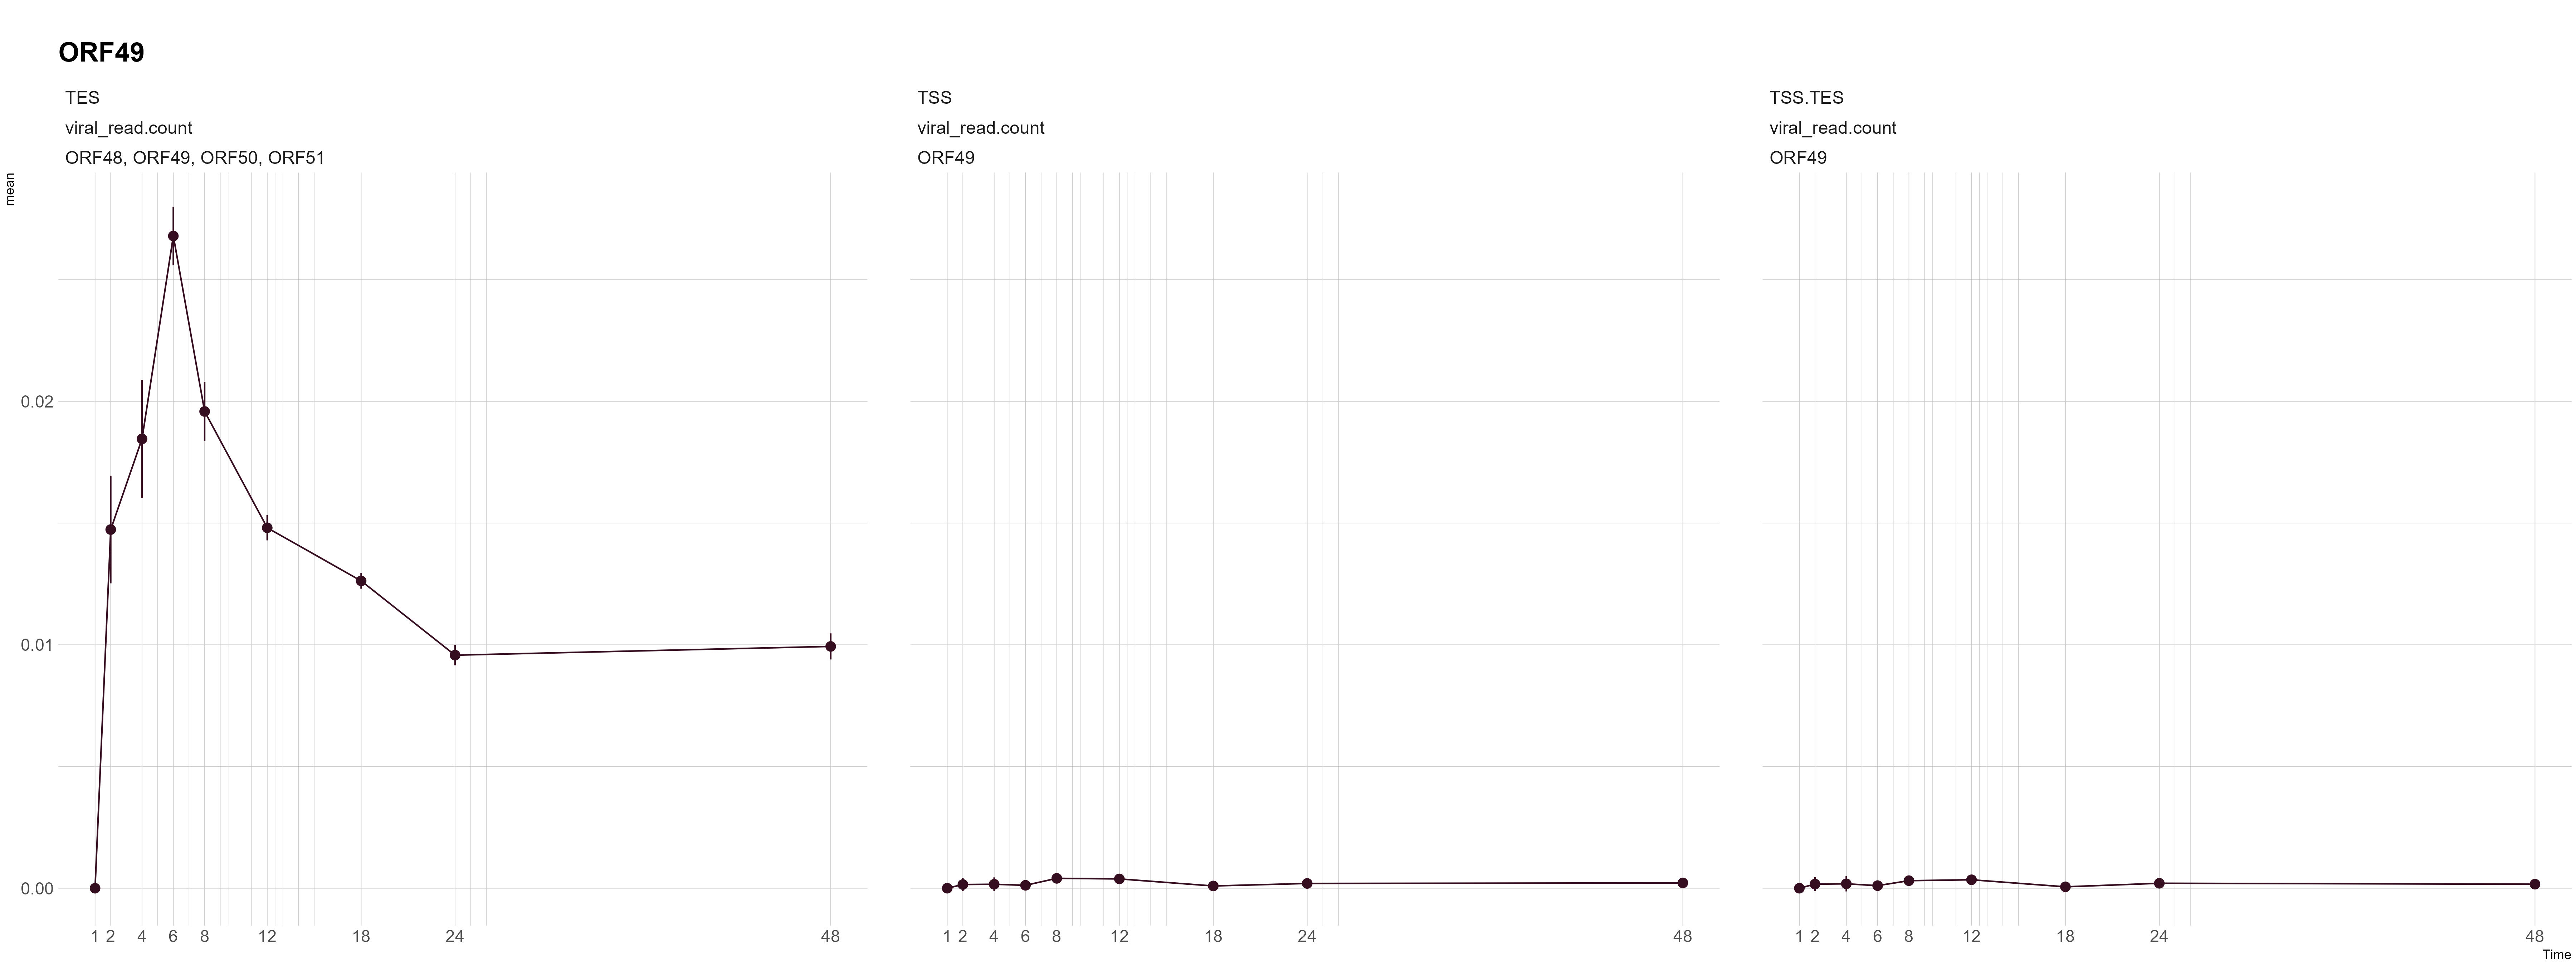 ORF49
TES
viral_read.count
ORF48, ORF49, ORF50, ORF51
TSS
viral_read.count
ORF49
TSS.TES
viral_read.count
ORF49
mean
0.02
0.01
0.00
1 2 4 6 8 12 18 24 48
1 2 4 6 8 12 18 24 48
1 2 4 6 8 12 18 24 48
Time